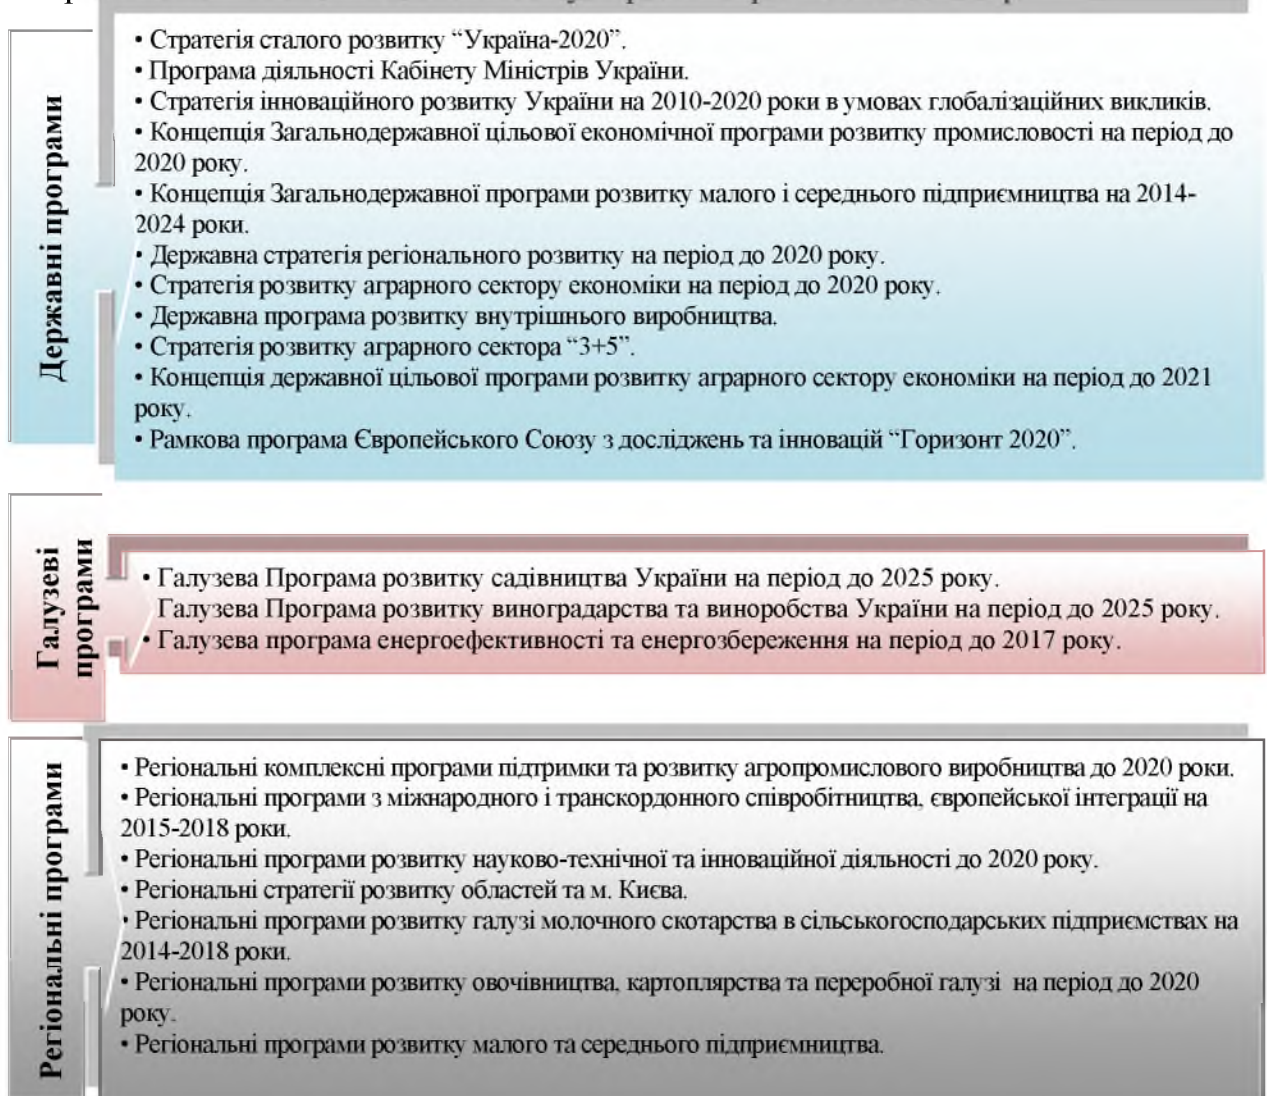 Державні програми
• Стратегія сталого розвитку “Україна-2020”.
• Програма діяльності Кабінету Міністрів України.
• Стратегія інноваційного розвитку України на 2010-2020 роки в умовах глобалізаційних викликів.
• Концепція Загальнодержавної цільової економічної програми розвитку промисловості на період до
2020 року.
• Концепція Загальнодержавної програми розвитку малого і середнього підприємництва на 2014-
2024 роки.
• Державна стратегія регіонального розвитку на період до 2020 року.
• Стратегія розвитку аграрного сектору економіки на період до 2020 року.
• Державна програма розвитку внутрішнього виробництва.
• Стратегія розвитку аграрного сектора “3+5”.
• Концепція державної цільової програми розвитку аграрного сектору економіки на період до 2021
року.
• Рамкова програма Європейського Союзу з досліджень та інновацій “Горизонт 2020”.
Галузеві
програми
• Галузева Програма розвитку садівництва України на період до 2025 року.
Галузева Програма розвитку виноградарства та виноробства України на період до 2025 року.
• Галузева програма енергоефективності та енергозбереження на період до 2017 року.
Регіональні програми
• Регіональні комплексні програми підтримки та розвитку агропромислового виробництва до 2020 роки.
• Регіональні програми з міжнародного і транскордонного співробітництва, європейської інтеграції на
2015-2018 роки.
• Регіональні програми розвитку науково-технічної та інноваційної діяльності до 2020 року.
• Регіональні стратегії розвитку областей та м. Києва.
• Регіональні програми розвитку галузі молочного скотарства в сільськогосподарських підприємствах на
2014-2018 роки.
• Регіональні програми розвитку овочівництва, картоплярства та переробної галузі на період до 2020
року.
• Регіональні програми розвитку малого та середнього підприємництва.